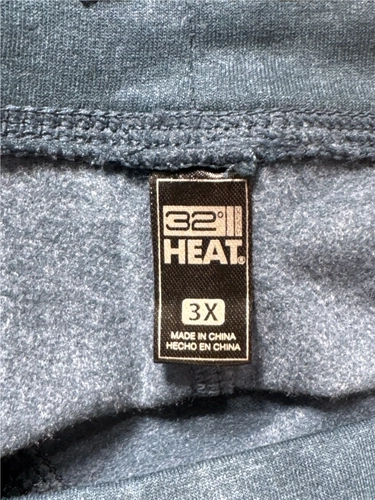 32°
HEAT®
3X
MADE IN CHINA
HECHO EN CHINA